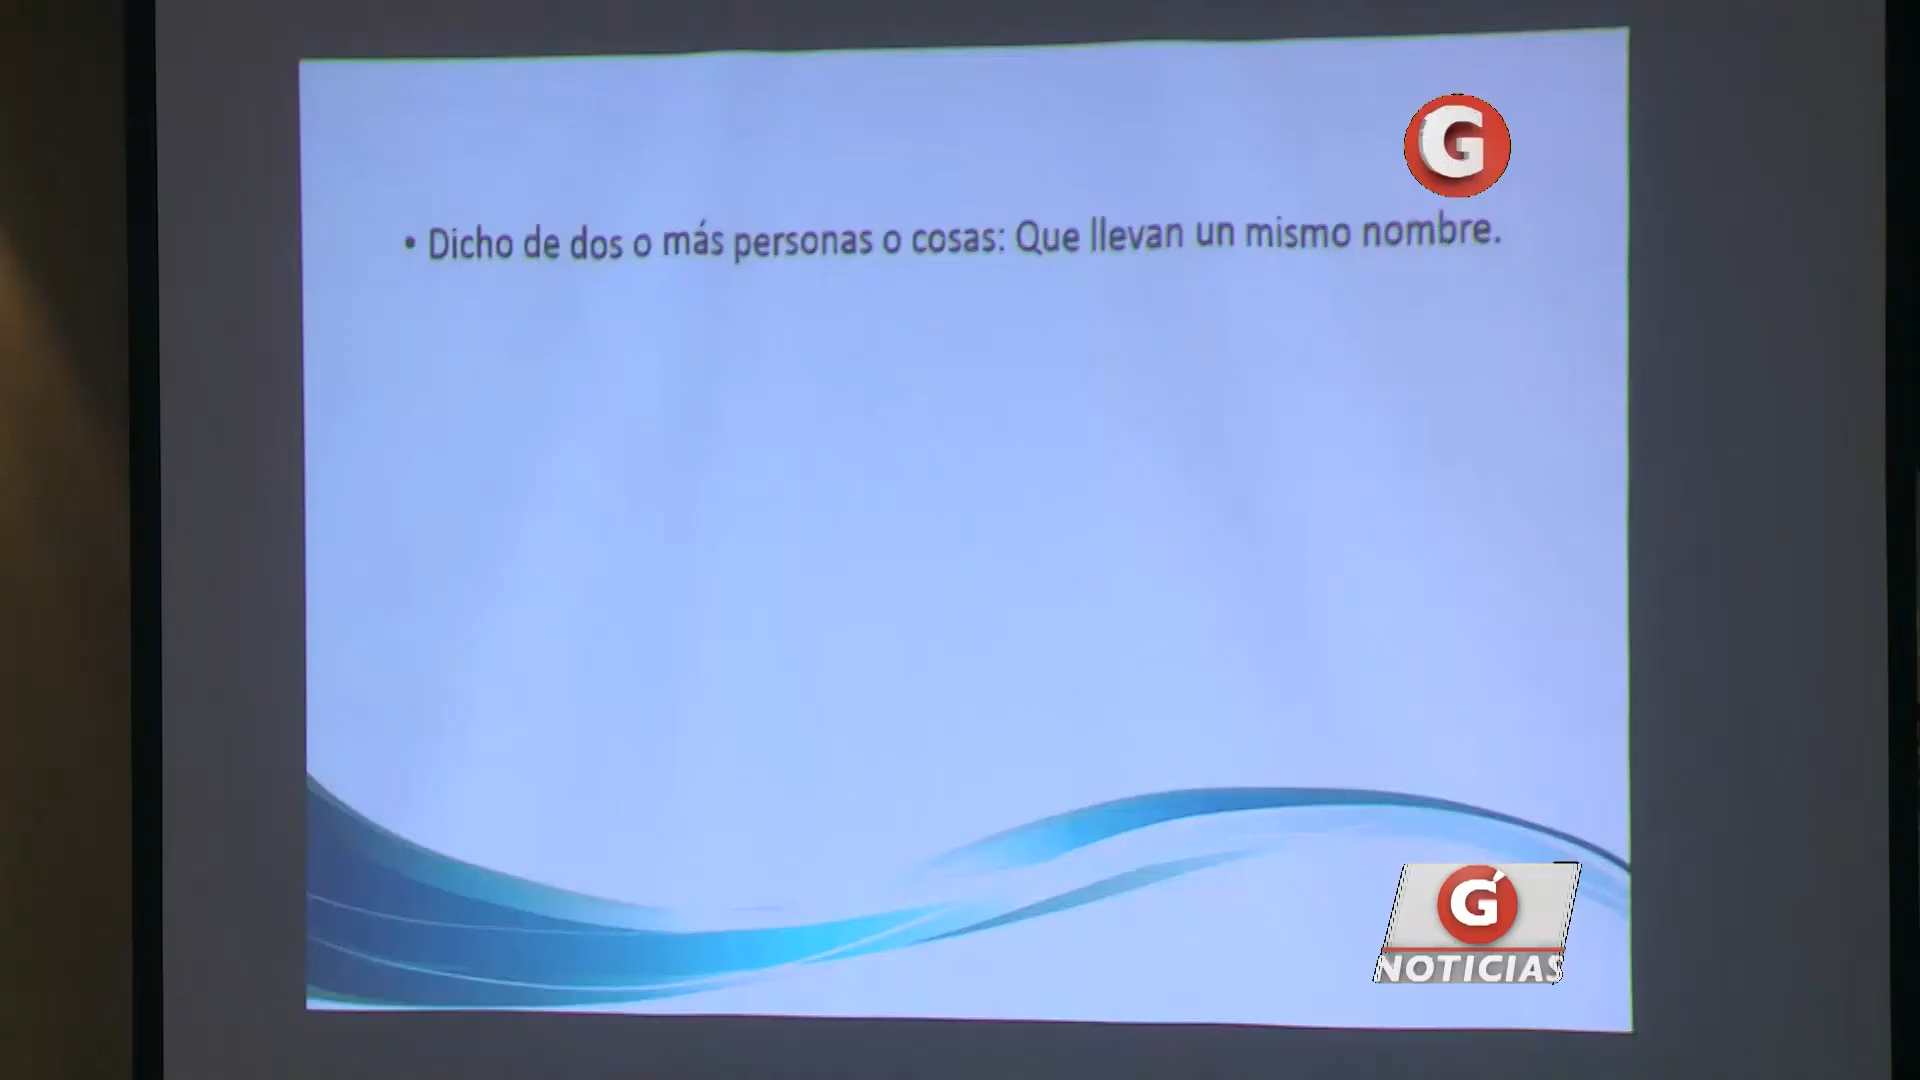 G
• Dicho de dos o más personas o cosas: Que llevan un mismo nombre.
G
NOTICIAS